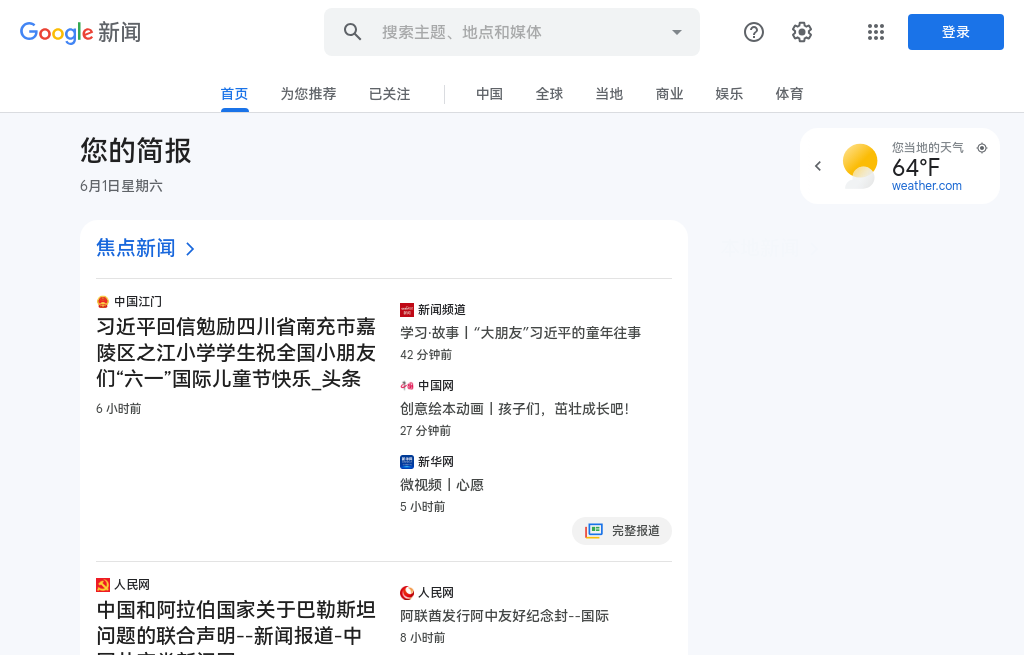 Google 新闻
搜索主题、地点和媒体
登录
首页 为您推荐 已关注 中国 全球 当地 商业 娱乐 体育
您的简报
6月1日星期六
您当地的天气
64°F
weather.com
焦点新闻
中国江门
习近平回信勉励四川省南充市嘉
陵区之江小学学生祝全国小朋友
们“六一”国际儿童节快乐_头条
6 小时前
新闻频道
学习·故事丨“大朋友”习近平的童年往事
42 分钟前
中国网
创意绘本动画丨孩子们，茁壮成长吧！
27 分钟前
新华网
微视频丨心愿
5 小时前
完整报道
人民网
中国和阿拉伯国家关于巴勒斯坦
问题的联合声明--新闻报道-中
人民网
阿联酋发行阿中友好纪念封--国际
8 小时前